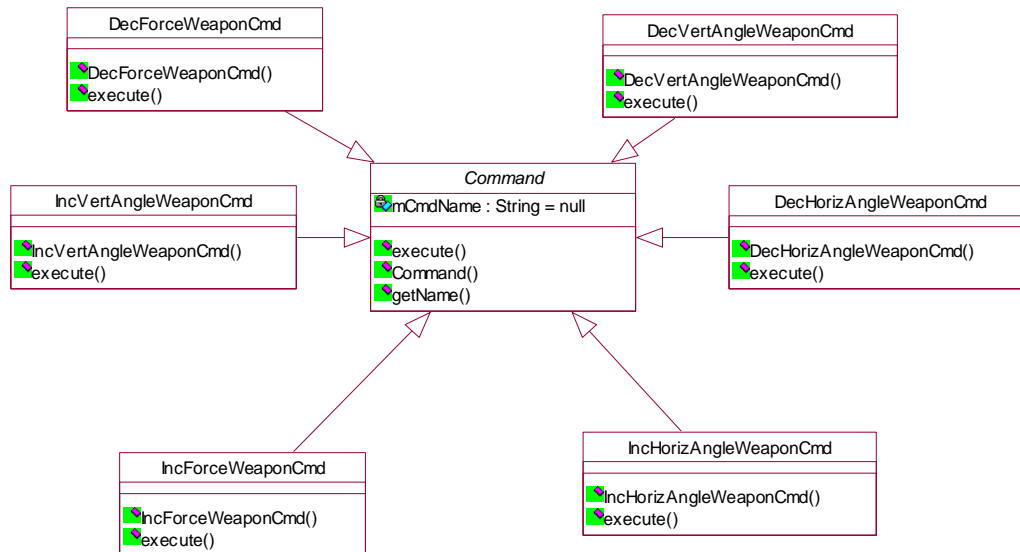 DecForceWeaponCmd
DecForceWeaponCmd()
execute()
DecVertAngleWeaponCmd
DecVertAngleWeaponCmd()
execute()
Command
mCmdName : String = null
execute()
Command()
getName()
IncVertAngleWeaponCmd
IncVertAngleWeaponCmd()
execute()
DecHorizAngleWeaponCmd
DecHorizAngleWeaponCmd()
execute()
IncForceWeaponCmd
IncForceWeaponCmd()
execute()
IncHorizAngleWeaponCmd
IncHorizAngleWeaponCmd()
execute()